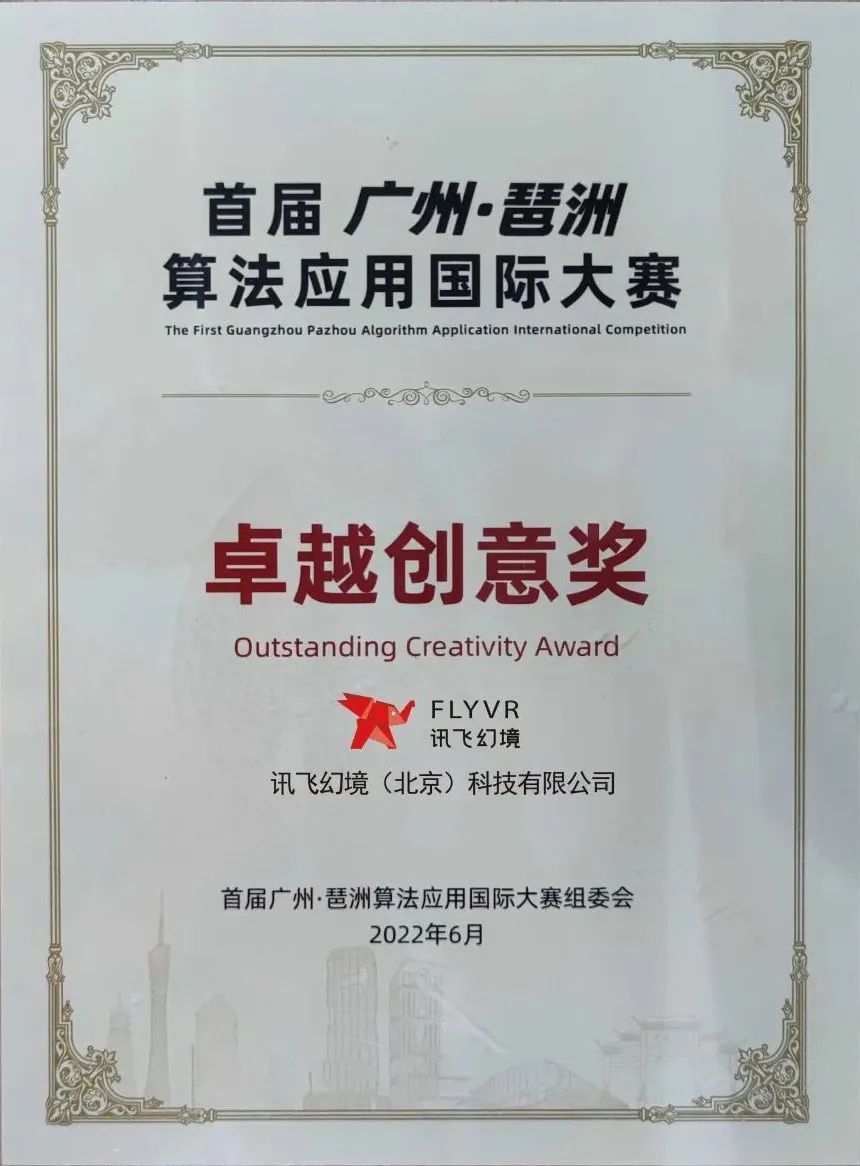 首届 广州·琶洲
算法应用国际大赛
The First Guangzhou Pazhou Algorithm Application International Competition
卓越创意奖
Outstanding Creativity Award
FLYVR
讯飞幻境
讯飞幻境（北京）科技有限公司
首届广州·琶洲算法应用国际大赛组委会
2022年6月